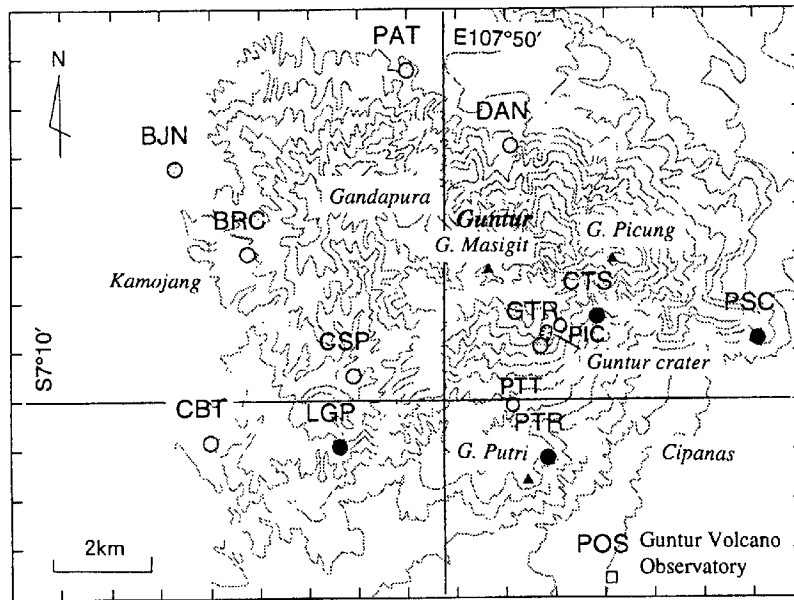 PAT
E107°50'
N
DAN
BJN
Gandapura
Guntur
BRC
G. Masigit
G. Picung
Kamojang
CTS
PSC
GTR
PIC
CSP
Guntur crater
S7°10'
PTT
CBT
LGP
PTR
G. Putri
Cipanas
2km
POS
Guntur Volcano
Observatory